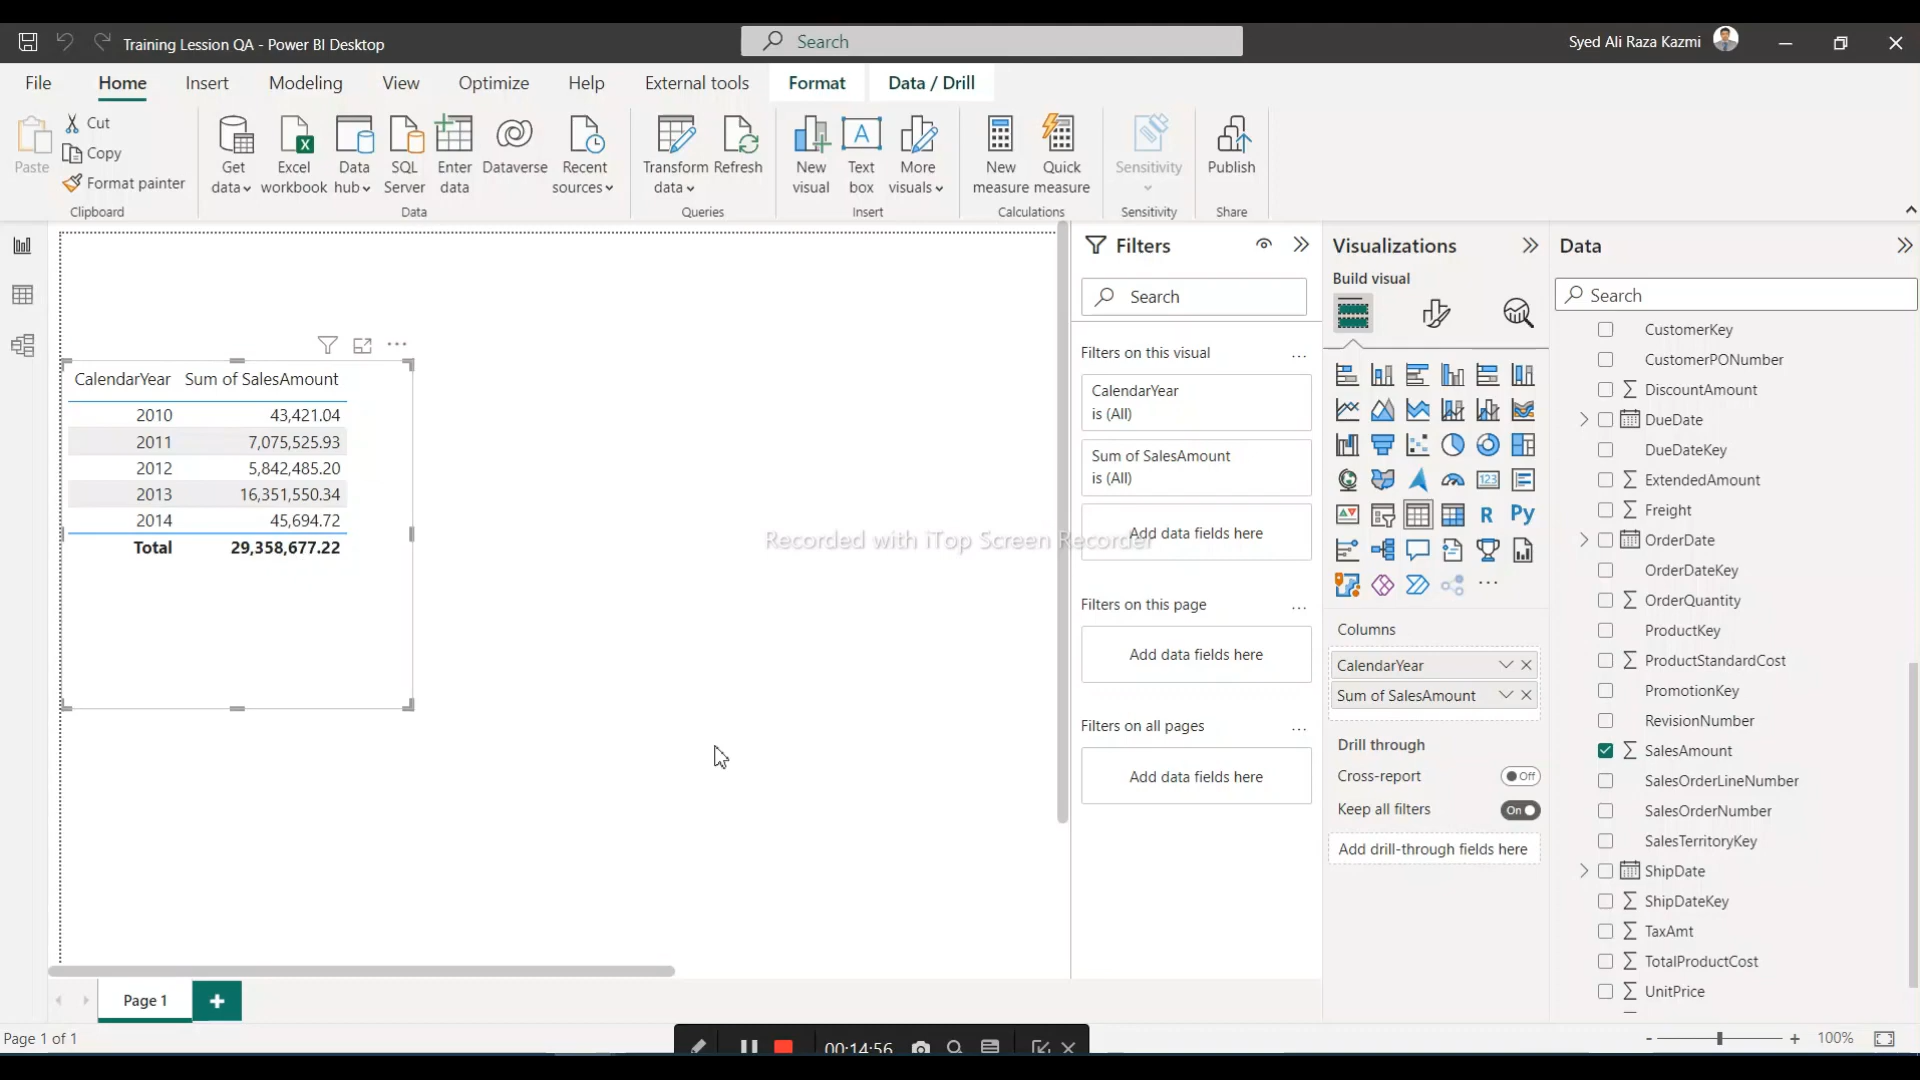 Training Lession QA - Power BI Desktop
Search
Syed Ali Raza Kazmi
File
Home
Insert
Modeling
View
Optimize
Help
External tools
Format
Data / Drill
Paste
Cut
Copy
Format painter
Clipboard
Get data
Excel workbook
Data hub
SQL Server
Enter data
Dataverse
Recent sources
Data
Transform data
Refresh
Queries
New visual
Text box
More visuals
Insert
New measure
Quick measure
Calculations
Sensitivity
Sensitivity
Publish
Share
CalendarYear Sum of SalesAmount
2010 43,421.04
2011 7,075,525.93
2012 5,842,485.20
2013 16,351,550.34
2014 45,694.72
Total 29,358,677.22
Recorded with iTop Screen Recorder
Filters
Search
Filters on this visual
CalendarYear
is (All)
Sum of SalesAmount
is (All)
Add data fields here
Filters on this page
Add data fields here
Filters on all pages
Add data fields here
Visualizations
Build visual
123
R
Py
Columns
CalendarYear
Sum of SalesAmount
Drill through
Cross-report Off
Keep all filters On
Add drill-through fields here
Data
Search
CustomerKey
CustomerPONumber
DiscountAmount
DueDate
DueDateKey
ExtendedAmount
Freight
OrderDate
OrderDateKey
OrderQuantity
ProductKey
ProductStandardCost
PromotionKey
RevisionNumber
SalesAmount
SalesOrderLineNumber
SalesOrderNumber
SalesTerritoryKey
ShipDate
ShipDateKey
TaxAmt
TotalProductCost
UnitPrice
Page 1
Page 1 of 1
00:14:56
100%